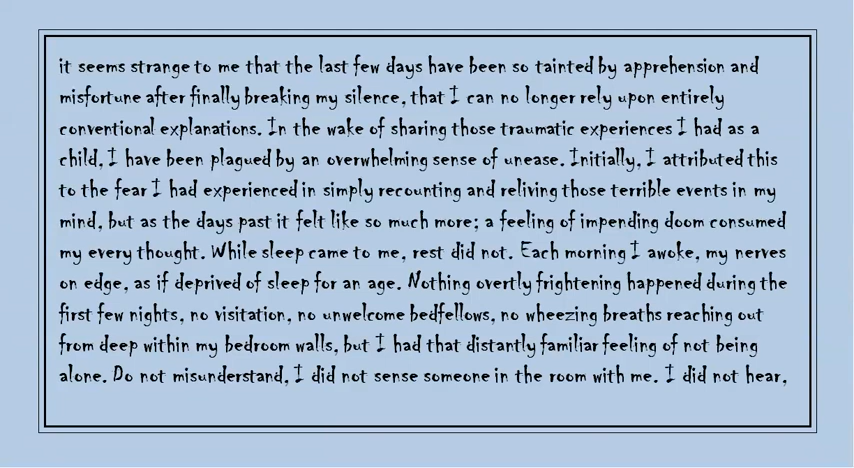 it seems strange to me that the last few days have been so tainted by apprehension and
misfortune after finally breaking my silence, that I can no longer rely upon entirely
conventional explanations. In the wake of sharing those traumatic experiences I had as a
child, I have been plagued by an overwhelming sense of unease. Initially, I attributed this
to the fear I had experienced in simply recounting and reliving those terrible events in my
mind, but as the days past it felt like so much more; a feeling of impending doom consumed
my every thought. While sleep came to me, rest did not. Each morning I awoke, my nerves
on edge, as if deprived of sleep for an age. Nothing overtly frightening happened during the
first few nights, no visitation, no unwelcome bedfellows, no wheezing breaths reaching out
from deep within my bedroom walls, but I had that distantly familiar feeling of not being
alone. Do not misunderstand, I did not sense someone in the room with me. I did not hear,